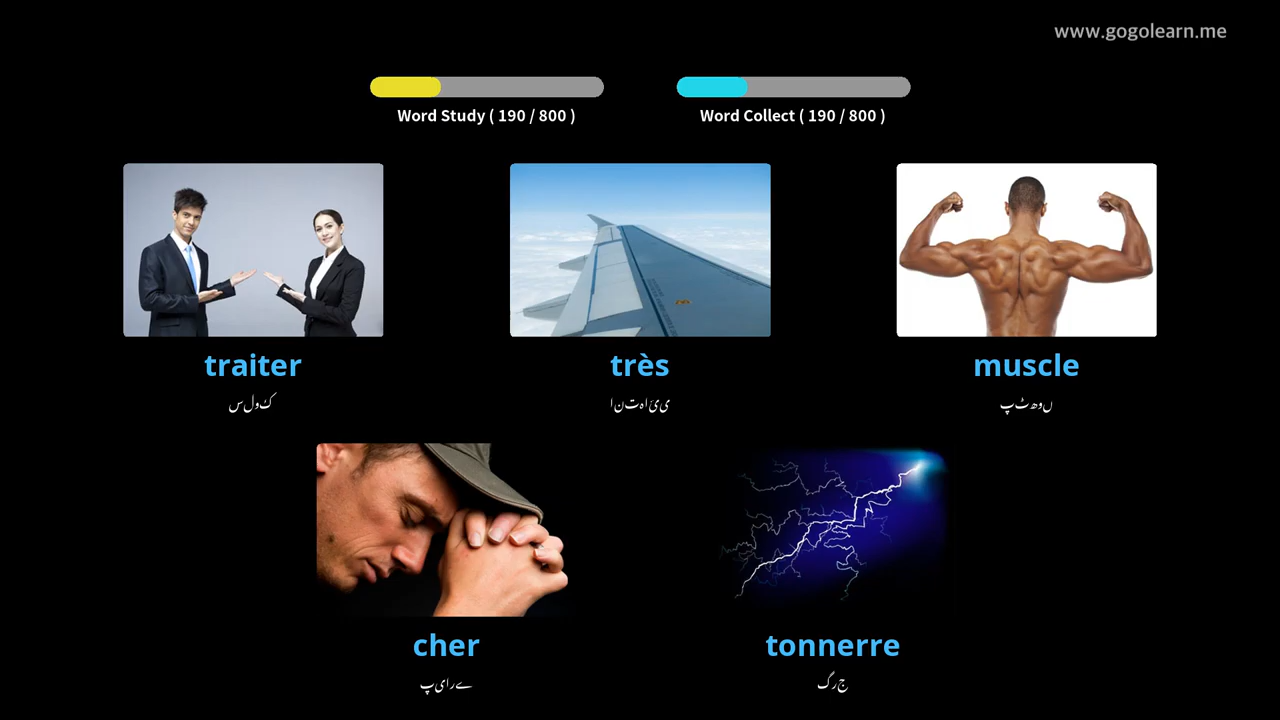 www.gogolearn.me
Word Study ( 190 / 800 )
Word Collect ( 190 / 800 )
traiter
très
muscle
سلوک
انتہائی
پٹھوں
cher
tonnerre
پیارے
گرج